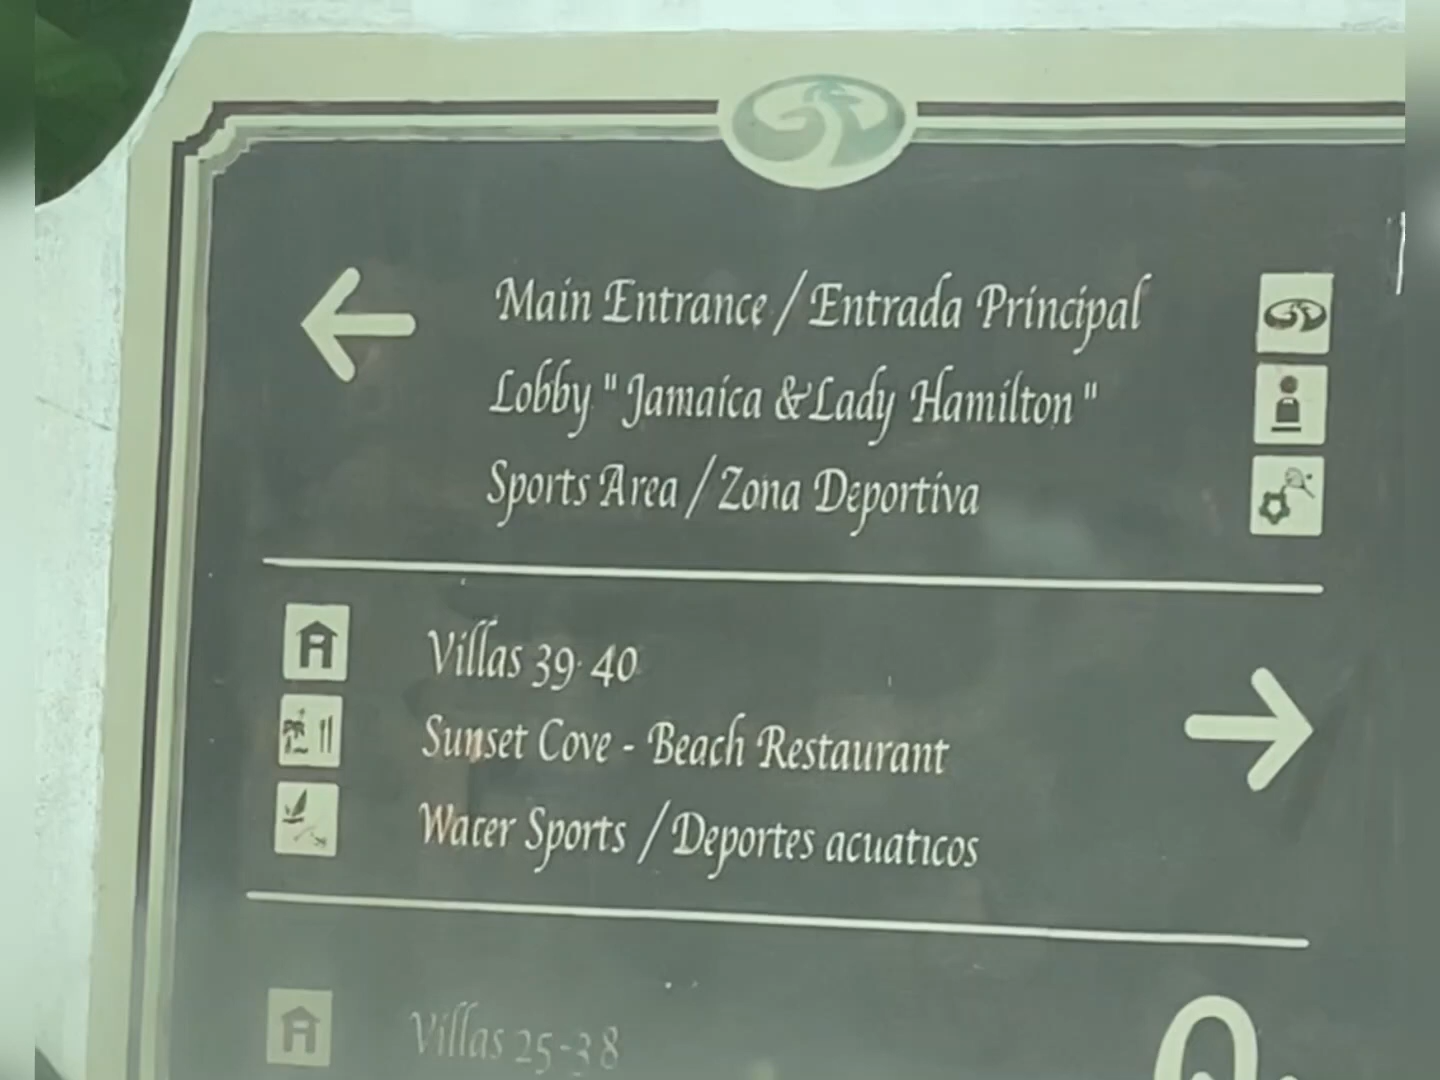 Main Entrance / Entrada Principal
Lobby " Jamaica & Lady Hamilton "
Sports Area / Zona Deportiva
Villas 39-40
Sunset Cove - Beach Restaurant
Water Sports / Deportes acuaticos
Villas 25-38